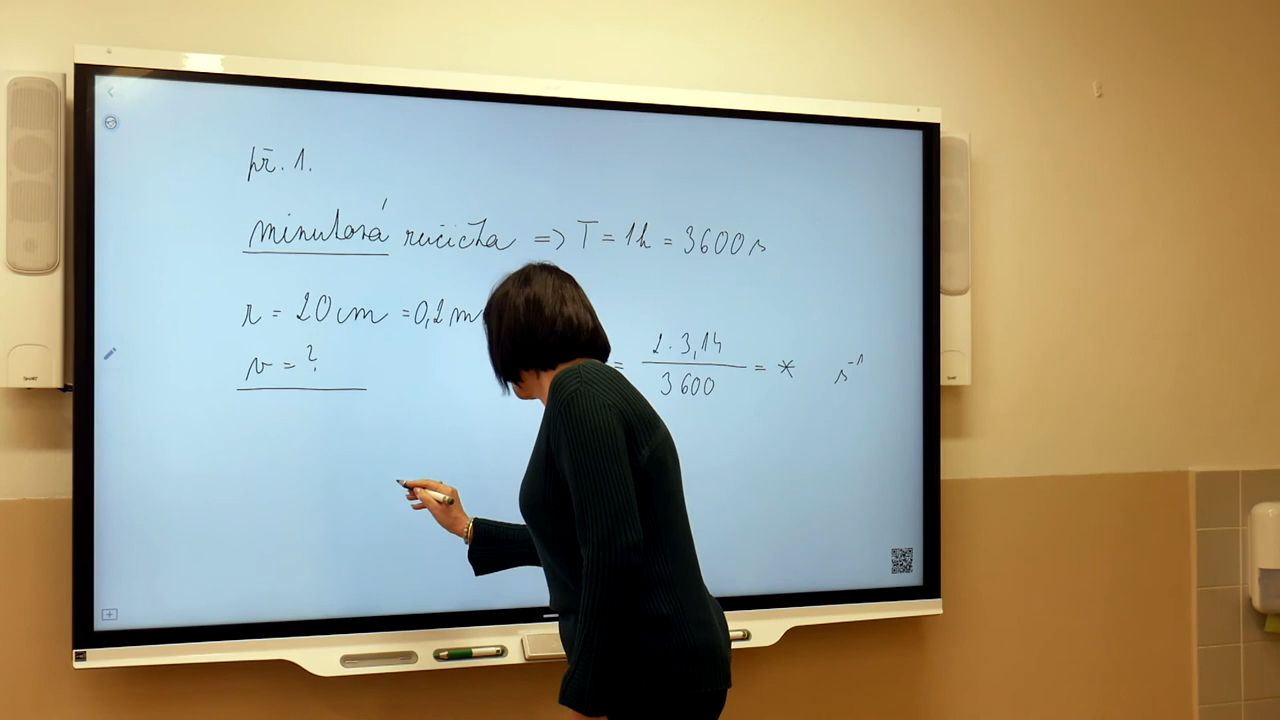 př. 1.
minutová ručička => T = 1h = 3600 s
r = 20 cm = 0,2 m
v = ?
= 2 · 3,14 / 3600 = * s⁻¹